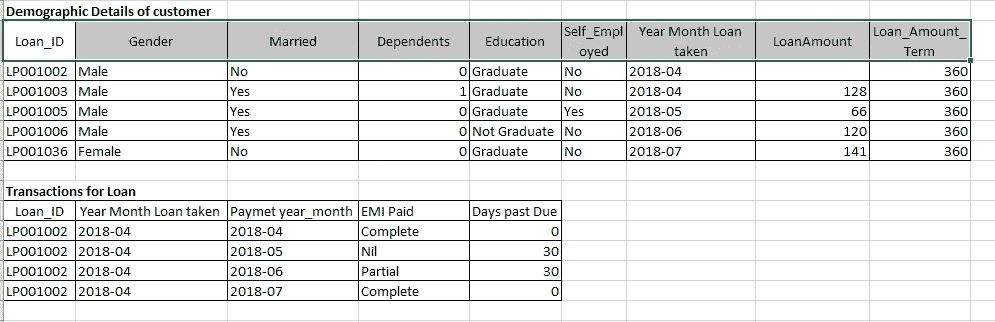 Demographic Details of customer
Loan_ID Gender Married Dependents Education Self_Employed Year Month Loan taken LoanAmount Loan_Amount_Term
LP001002 Male No 0 Graduate No 2018-04 360
LP001003 Male Yes 1 Graduate No 2018-04 128 360
LP001005 Male Yes 0 Graduate Yes 2018-05 66 360
LP001006 Male Yes 0 Not Graduate No 2018-06 120 360
LP001036 Female No 0 Graduate No 2018-07 141 360
Transactions for Loan
Loan_ID Year Month Loan taken Paymet year_month EMI Paid Days past Due
LP001002 2018-04 2018-04 Complete 0
LP001002 2018-04 2018-05 Nil 30
LP001002 2018-04 2018-06 Partial 30
LP001002 2018-04 2018-07 Complete 0